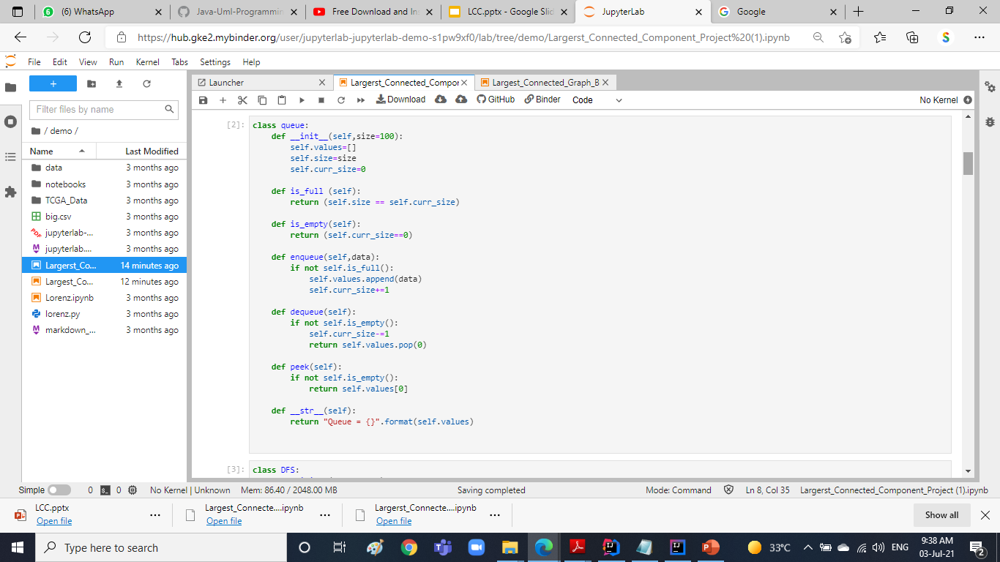 (6) WhatsApp
Java-Uml-Programmin
Free Download and Ins
LCC.pptx - Google Slid
JupyterLab
Google
https://hub.gke2.mybinder.org/user/jupyterlab-jupyterlab-demo-s1pw9xf0/lab/tree/demo/Largerst_Connected_Component_Project%20(1).ipynb
File Edit View Run Kernel Tabs Settings Help
Launcher
Largerst_Connected_Compor
Largest_Connected_Graph_B
Download
GitHub
Binder
Code
No Kernel
Filter files by name
/ demo /
Name Last Modified
data 3 months ago
notebooks 3 months ago
TCGA_Data 3 months ago
big.csv 3 months ago
jupyterlab-... 3 months ago
jupyterlab.... 3 months ago
Largerst_Co... 14 minutes ago
Largest_Co... 12 minutes ago
Lorenz.ipynb 3 months ago
lorenz.py 3 months ago
markdown_... 3 months ago
[2]: class queue:
def __init__(self,size=100):
self.values=[]
self.size=size
self.curr_size=0
def is_full (self):
return (self.size == self.curr_size)
def is_empty(self):
return (self.curr_size==0)
def enqueue(self,data):
if not self.is_full():
self.values.append(data)
self.curr_size+=1
def dequeue(self):
if not self.is_empty():
self.curr_size-=1
return self.values.pop(0)
def peek(self):
if not self.is_empty():
return self.values[0]
def __str__(self):
return "Queue = {}".format(self.values)
[3]: class DFS:
Simple 0 0 No Kernel | Unknown Mem: 86.40 / 2048.00 MB Saving completed Mode: Command Ln 8, Col 35 Largerst_Connected_Component_Project (1).ipynb
LCC.pptx
Open file
Largest_Connecte....ipynb
Open file
Largerst_Connecte....ipynb
Open file
Show all
Type here to search
33°C
ENG
9:38 AM
03-Jul-21
2